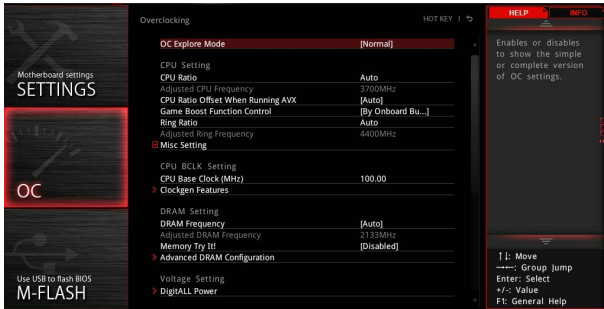 Overclocking
HOT KEY |
HELP
INFO
Motherboard settings
SETTINGS
OC
Use USB to flash BIOS
M-FLASH
OC Explore Mode [Normal]
CPU Setting
CPU Ratio Auto
Adjusted CPU Frequency 3700MHz
CPU Ratio Offset When Running AVX [Auto]
Game Boost Function Control [By Onboard Bu...]
Ring Ratio Auto
Adjusted Ring Frequency 4400MHz
Misc Setting
CPU BCLK Setting
CPU Base Clock (MHz) 100.00
Clockgen Features
DRAM Setting
DRAM Frequency [Auto]
Adjusted DRAM Frequency 2133MHz
Memory Try It! [Disabled]
Advanced DRAM Configuration
Voltage Setting
DigitALL Power
Enables or disables
to show the simple
or complete version
of OC settings.
↑↓: Move
→←: Group Jump
Enter: Select
+/-: Value
F1: General Help